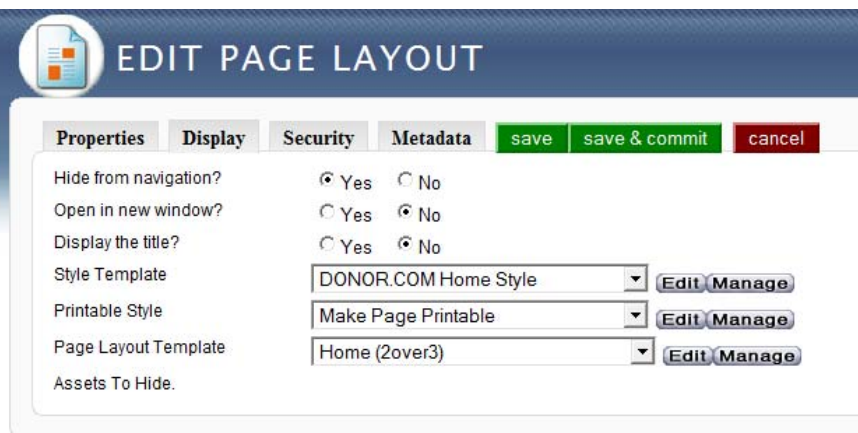 EDIT PAGE LAYOUT
Properties Display Security Metadata save save & commit cancel
Hide from navigation? Yes No
Open in new window? Yes No
Display the title? Yes No
Style Template DONOR.COM Home Style Edit Manage
Printable Style Make Page Printable Edit Manage
Page Layout Template Home (2over3) Edit Manage
Assets To Hide.